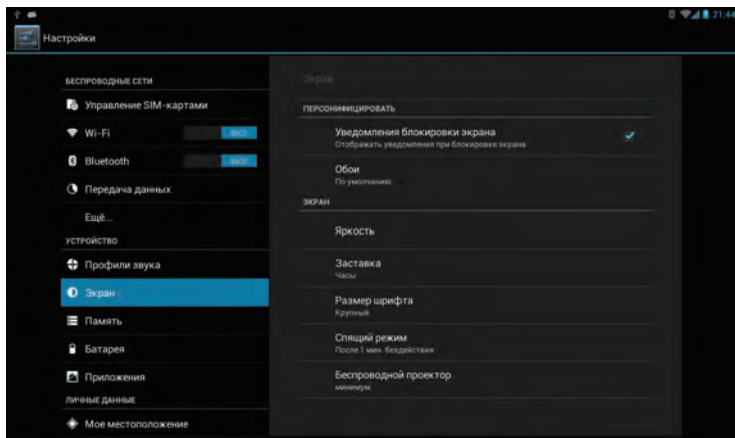 21:44
Настройки
БЕСПРОВОДНЫЕ СЕТИ
Управление SIM-картами
Wi-Fi
ВКЛ
Bluetooth
ВКЛ
Передача данных
Ещё...
УСТРОЙСТВО
Профили звука
Экран
Память
Батарея
Приложения
ЛИЧНЫЕ ДАННЫЕ
Мое местоположение
Экран
ПЕРСОНИФИЦИРОВАТЬ
Уведомления блокировки экрана
Отображать уведомления при блокировке экрана
Обои
По умолчанию
ЭКРАН
Яркость
Заставка
Часы
Размер шрифта
Крупный
Спящий режим
После 1 мин. бездействия
Беспроводной проектор
минимум